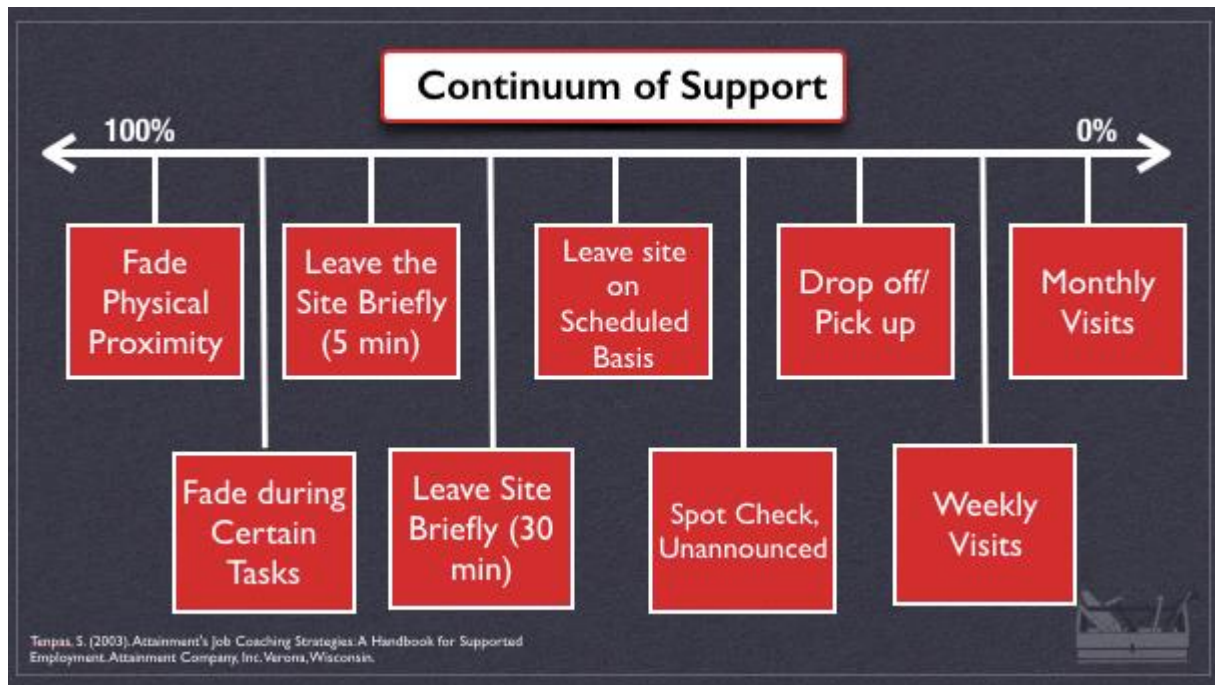 Continuum of Support
100%
0%
Fade
Physical
Proximity
Leave the
Site Briefly
(5 min)
Leave site
on
Scheduled
Basis
Drop off/
Pick up
Monthly
Visits
Fade during
Certain
Tasks
Leave Site
Briefly (30
min)
Spot Check,
Unannounced
Weekly
Visits
Tenpas, S. (2003). Attainment's Job Coaching Strategies: A Handbook for Supported
Employment. Attainment Company, Inc. Verona, Wisconsin.